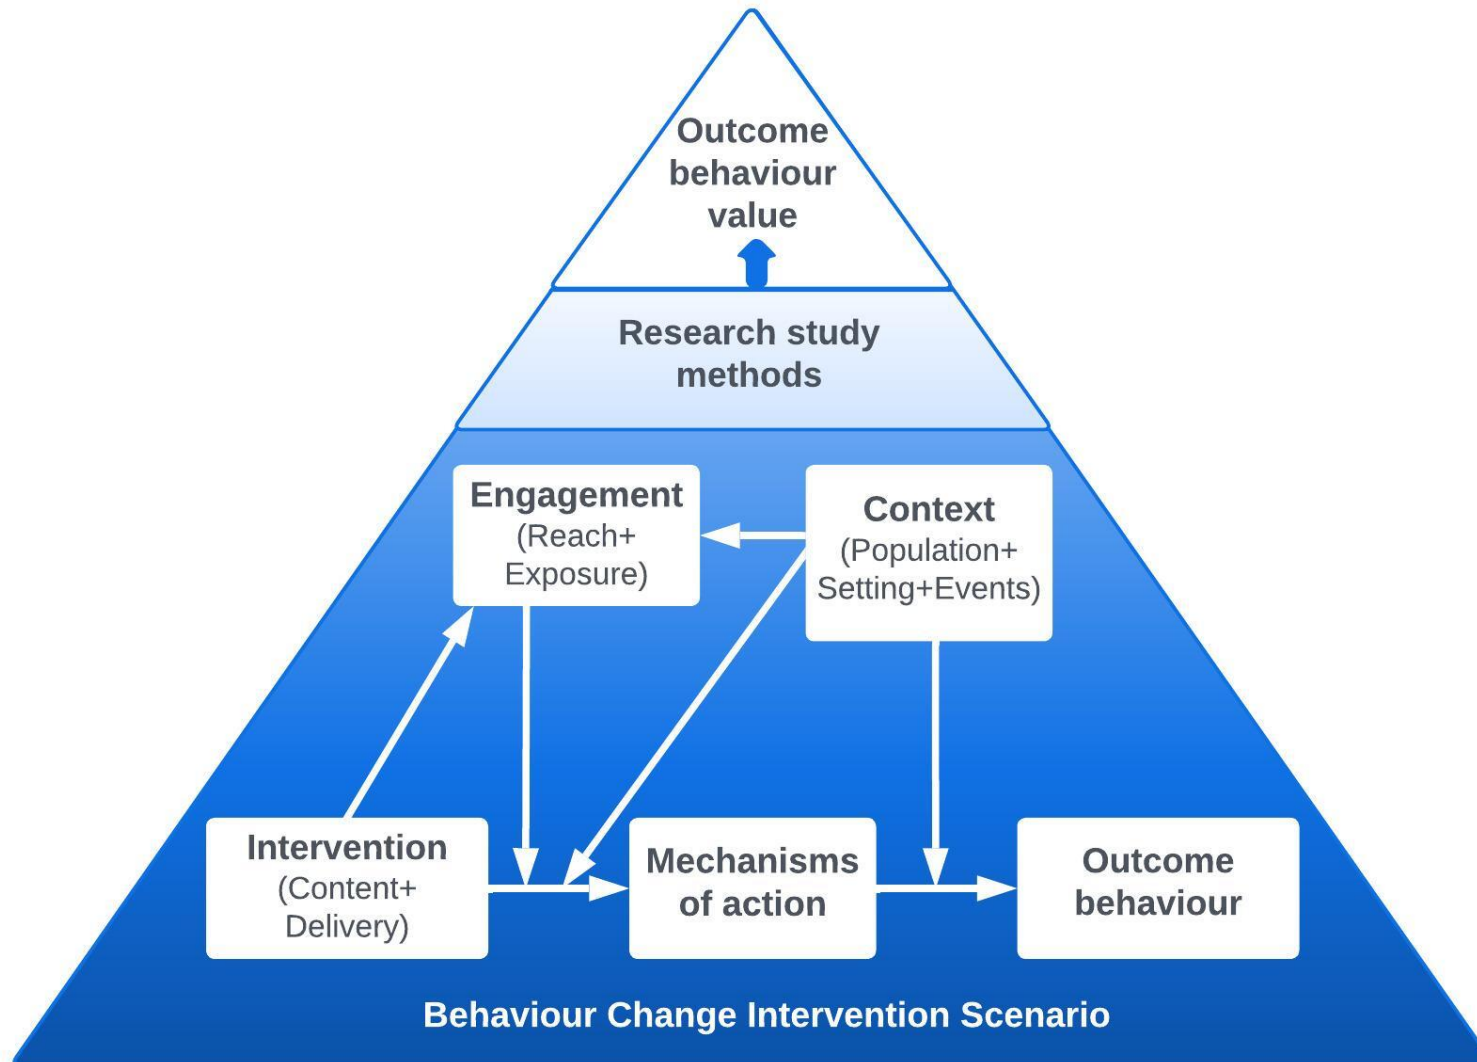 Outcome
behaviour
value
Research study
methods
Engagement
(Reach+
Exposure)
Context
(Population+
Setting+Events)
Intervention
(Content+
Delivery)
Mechanisms
of action
Outcome
behaviour
Behaviour Change Intervention Scenario